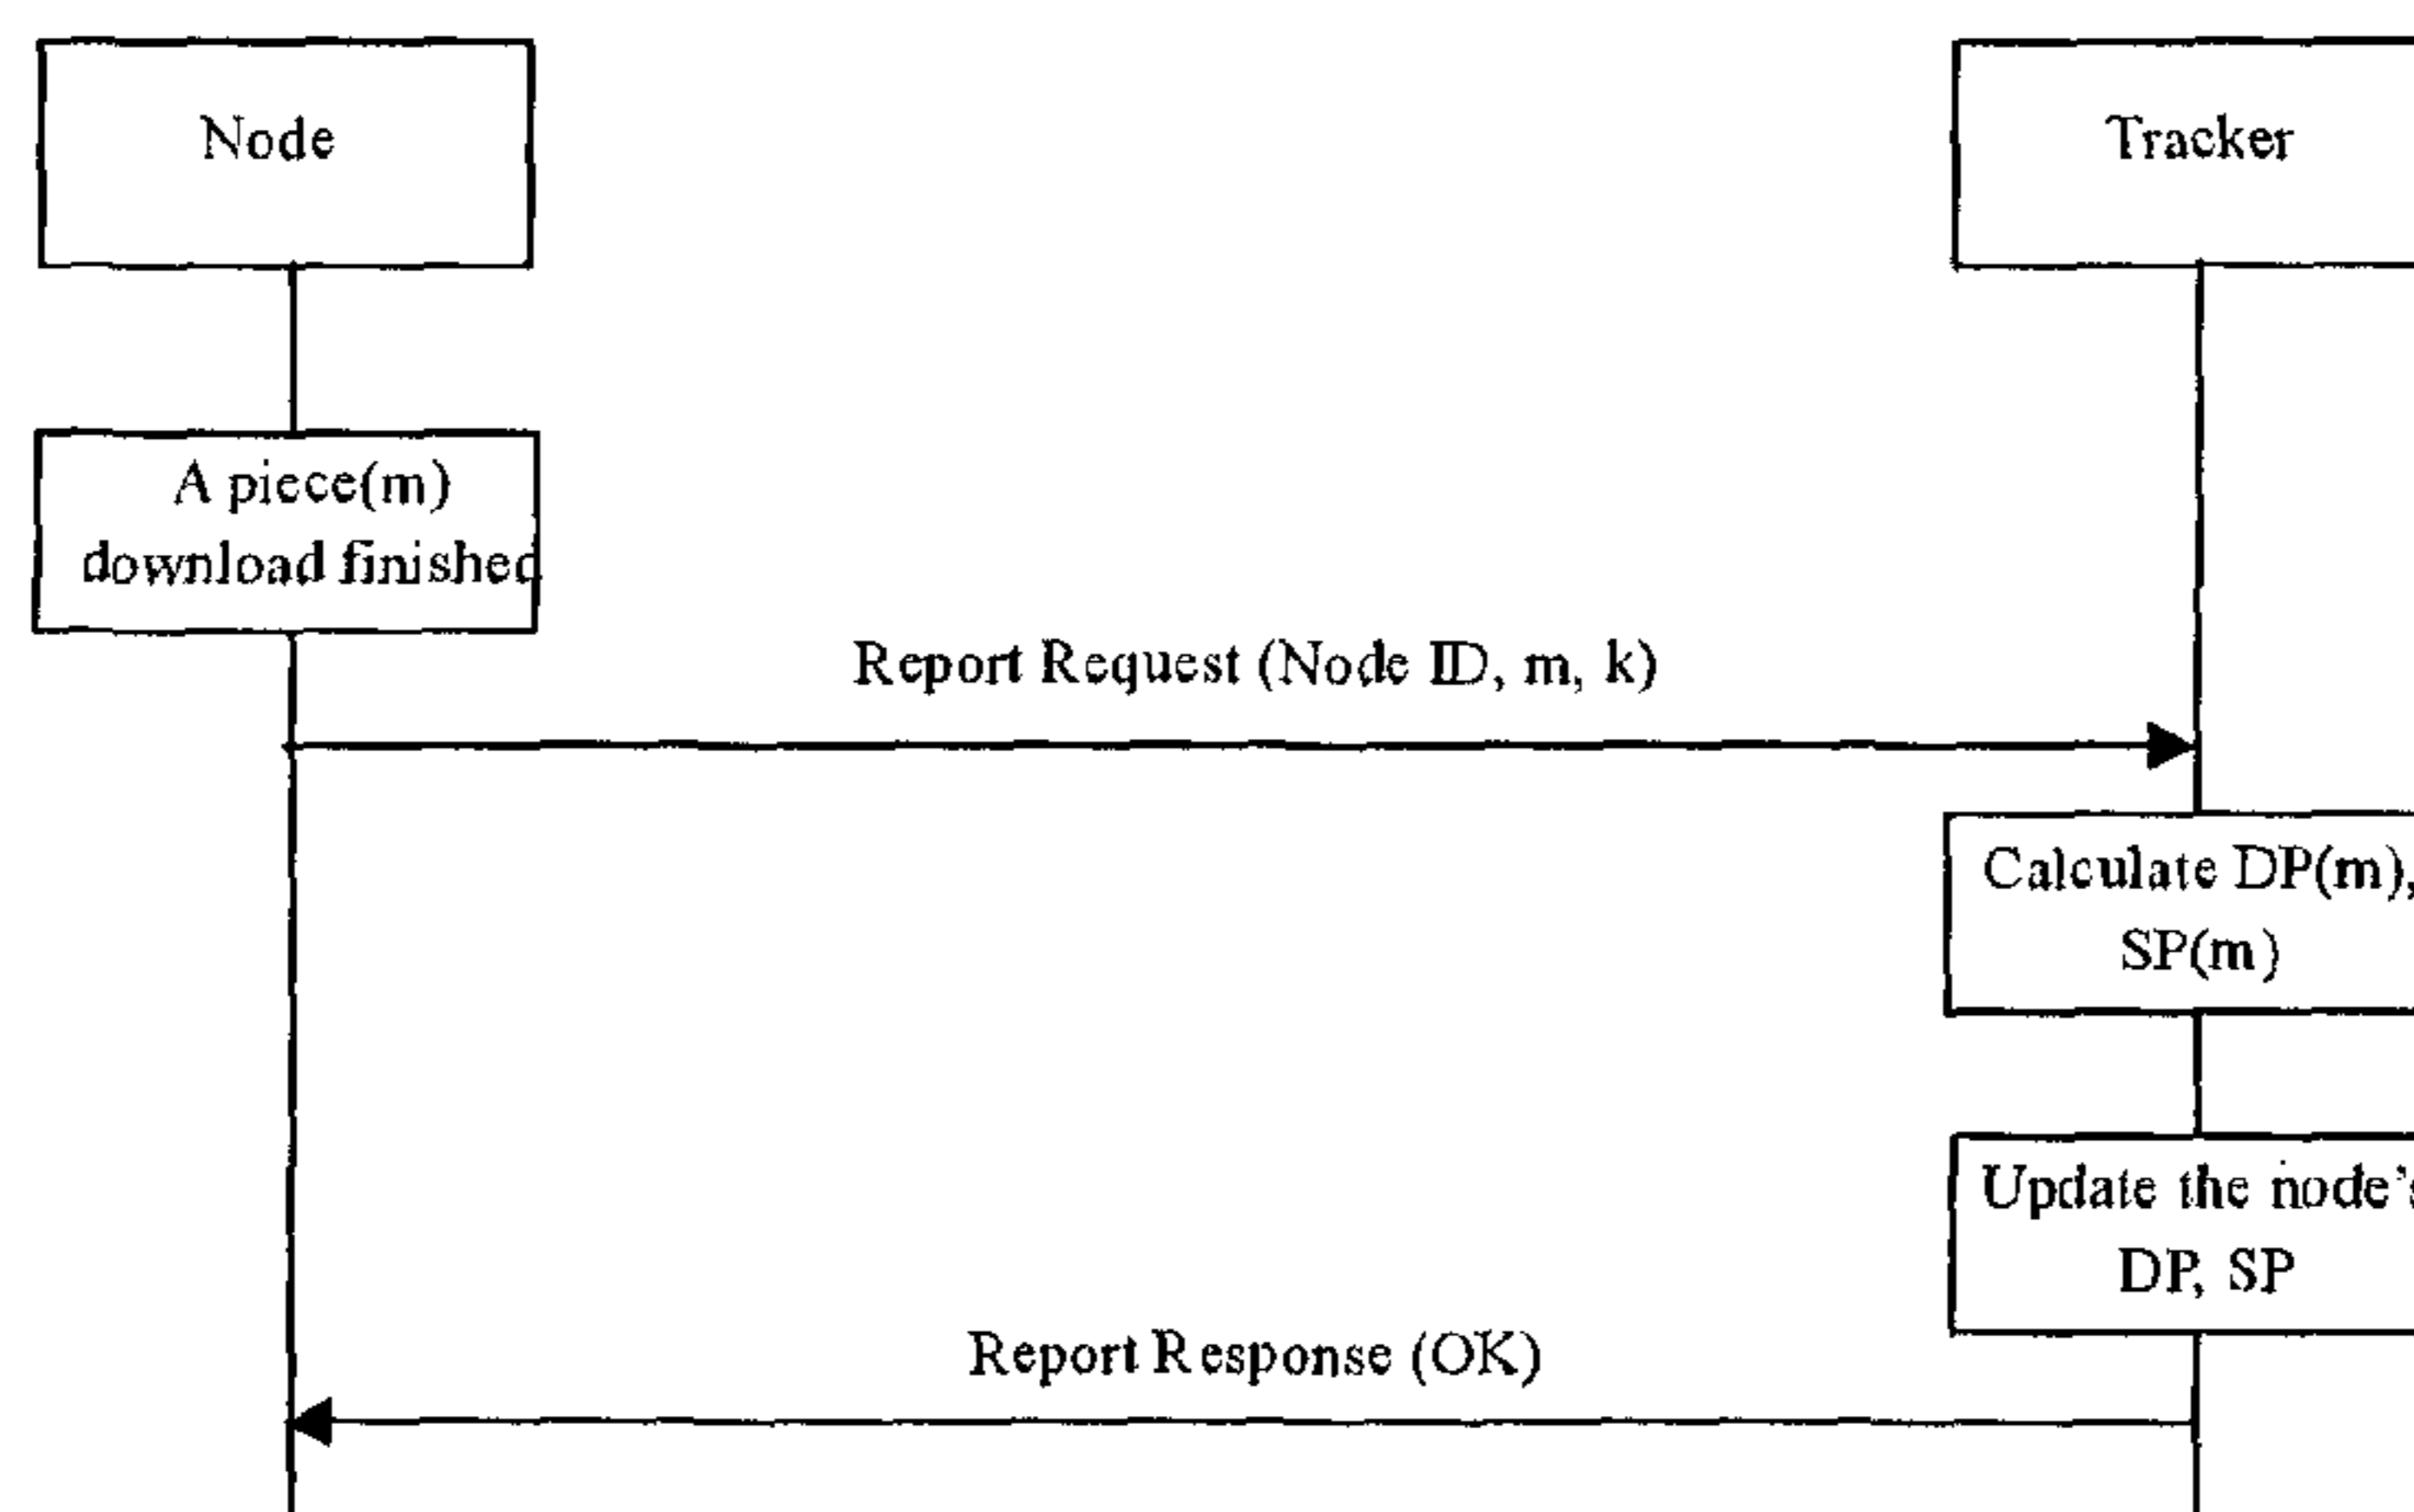 Node
Tracker
A piece(m)
download finished
Report Request (Node ID, m, k)
Calculate DP(m),
SP(m)
Update the node's
DP, SP
Report Response (OK)